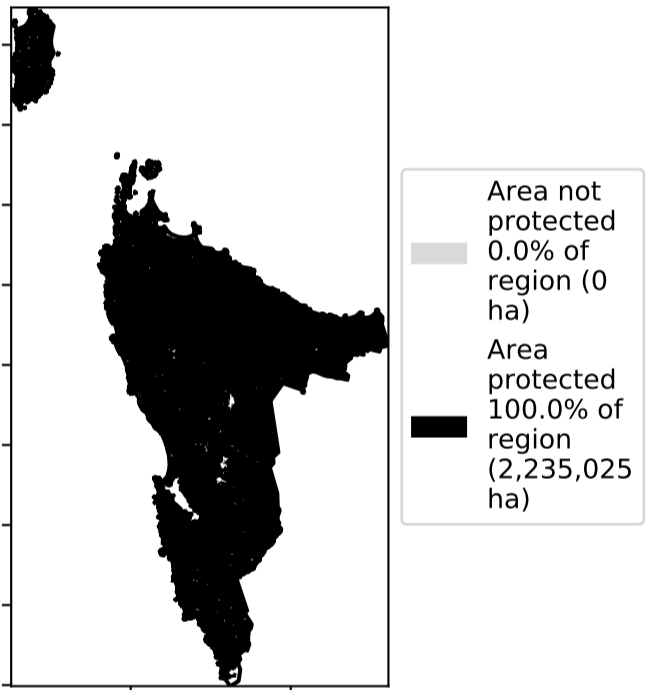 Area not
protected
0.0% of
region (0
ha)
Area
protected
100.0% of
region
(2,235,025
ha)